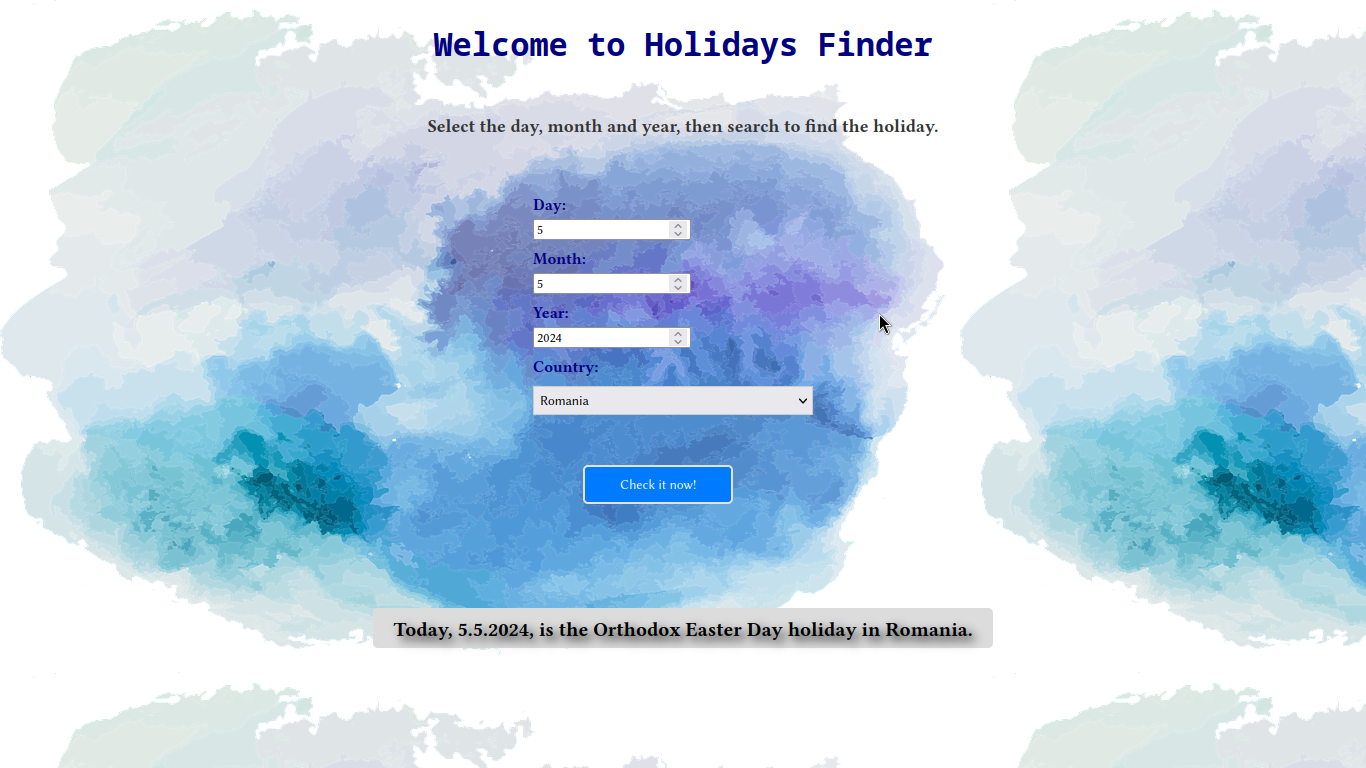 Welcome to Holidays Finder
Select the day, month and year, then search to find the holiday.
Day:
5
Month:
5
Year:
2024
Country:
Romania
Check it now!
Today, 5.5.2024, is the Orthodox Easter Day holiday in Romania.